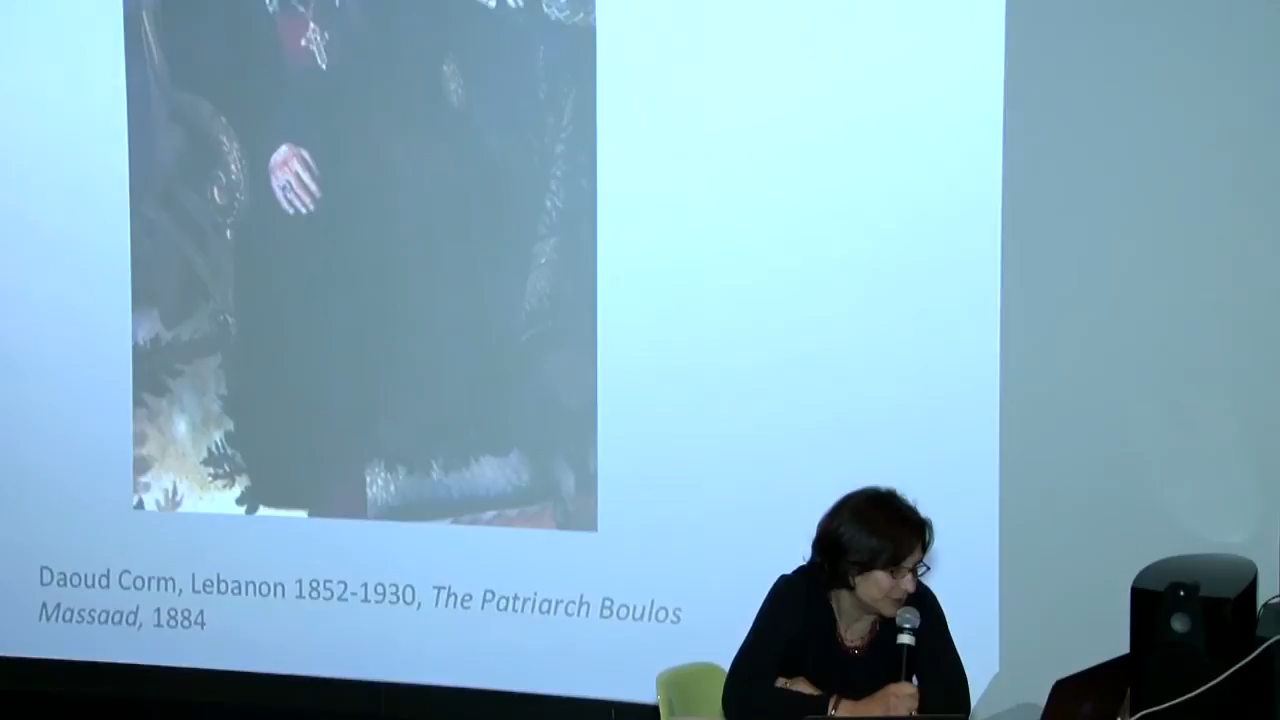 Daoud Corm, Lebanon 1852-1930, The Patriarch Boulos
Massaad, 1884